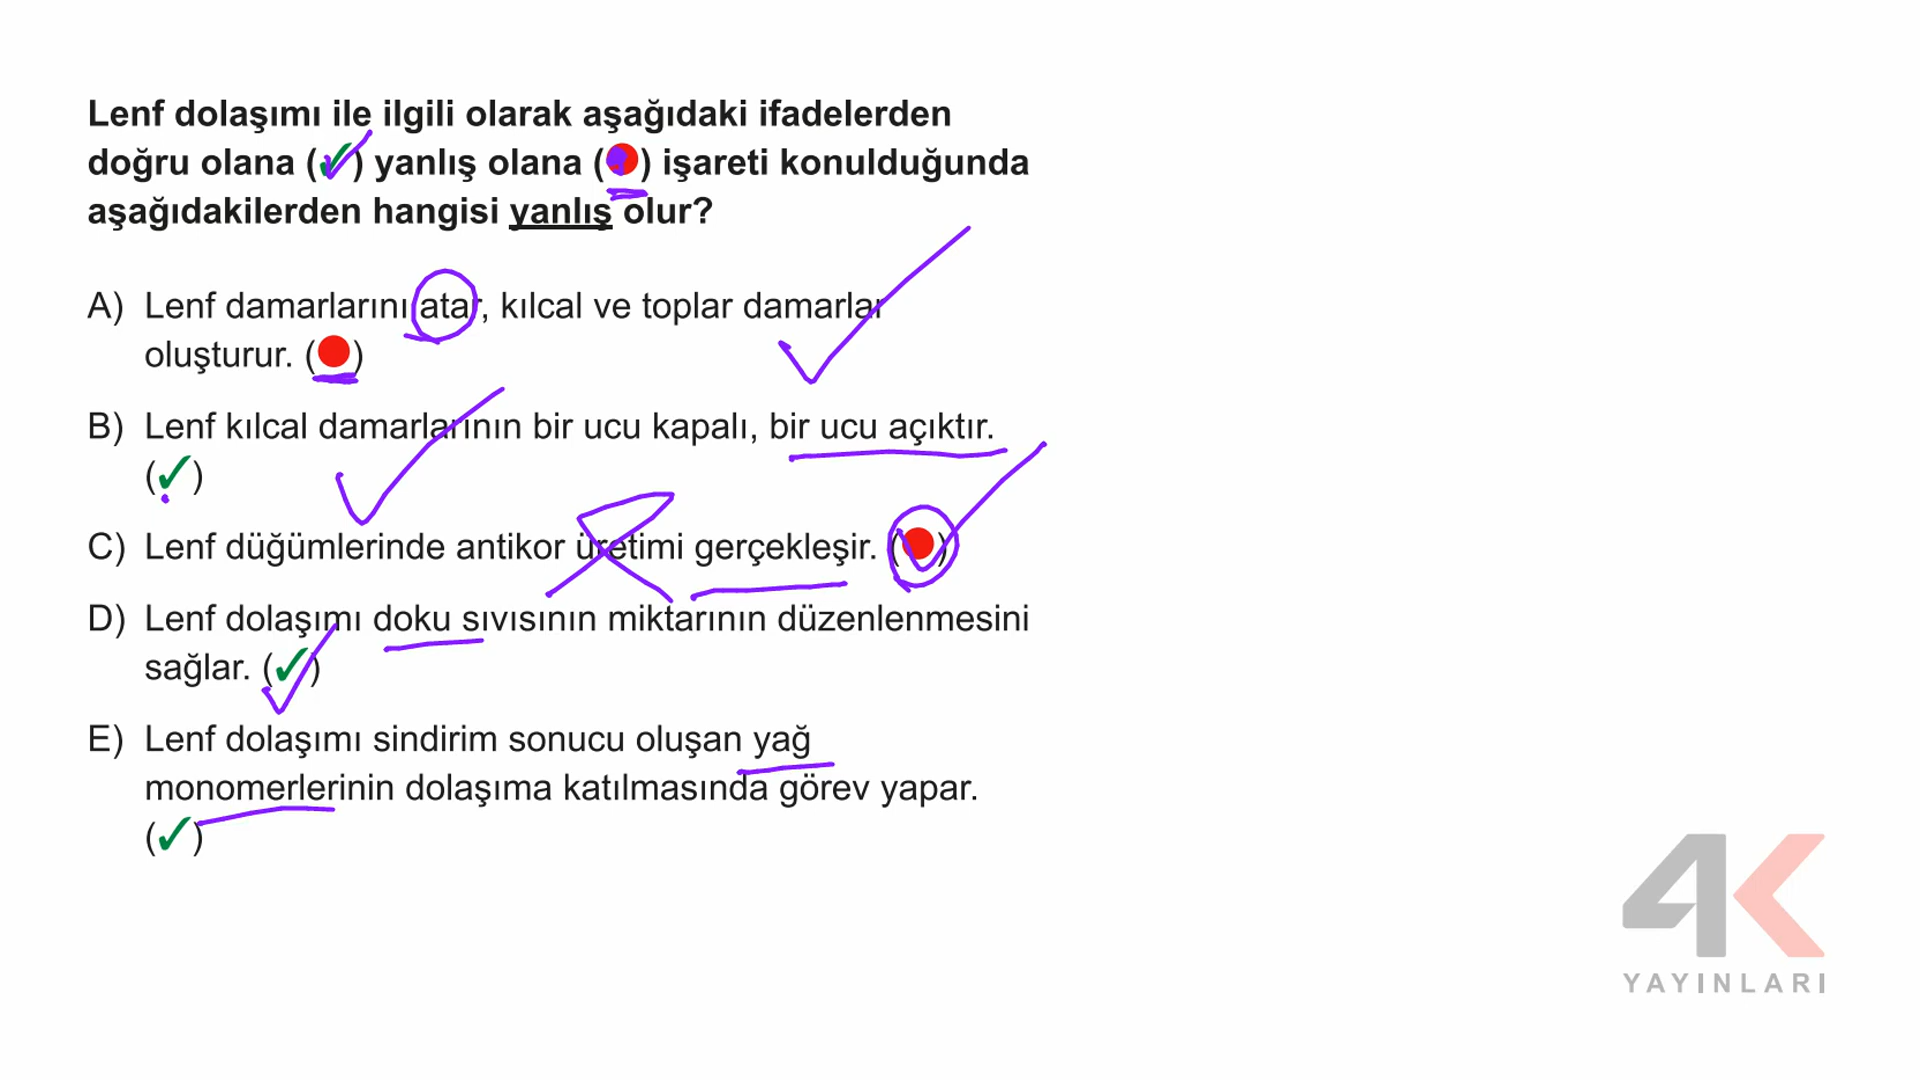 Lenf dolaşımı ile ilgili olarak aşağıdaki ifadelerden
doğru olana (✓) yanlış olana (●) işareti konulduğunda
aşağıdakilerden hangisi yanlış olur?
A) Lenf damarlarını atar, kılcal ve toplar damarlar
oluşturur. (●)
B) Lenf kılcal damarlarının bir ucu kapalı, bir ucu açıktır.
(✓)
C) Lenf düğümlerinde antikor üretimi gerçekleşir. (●)
D) Lenf dolaşımı doku sıvısının miktarının düzenlenmesini
sağlar. (✓)
E) Lenf dolaşımı sindirim sonucu oluşan yağ
monomerlerinin dolaşıma katılmasında görev yapar.
(✓)
4K
YAYINLARI